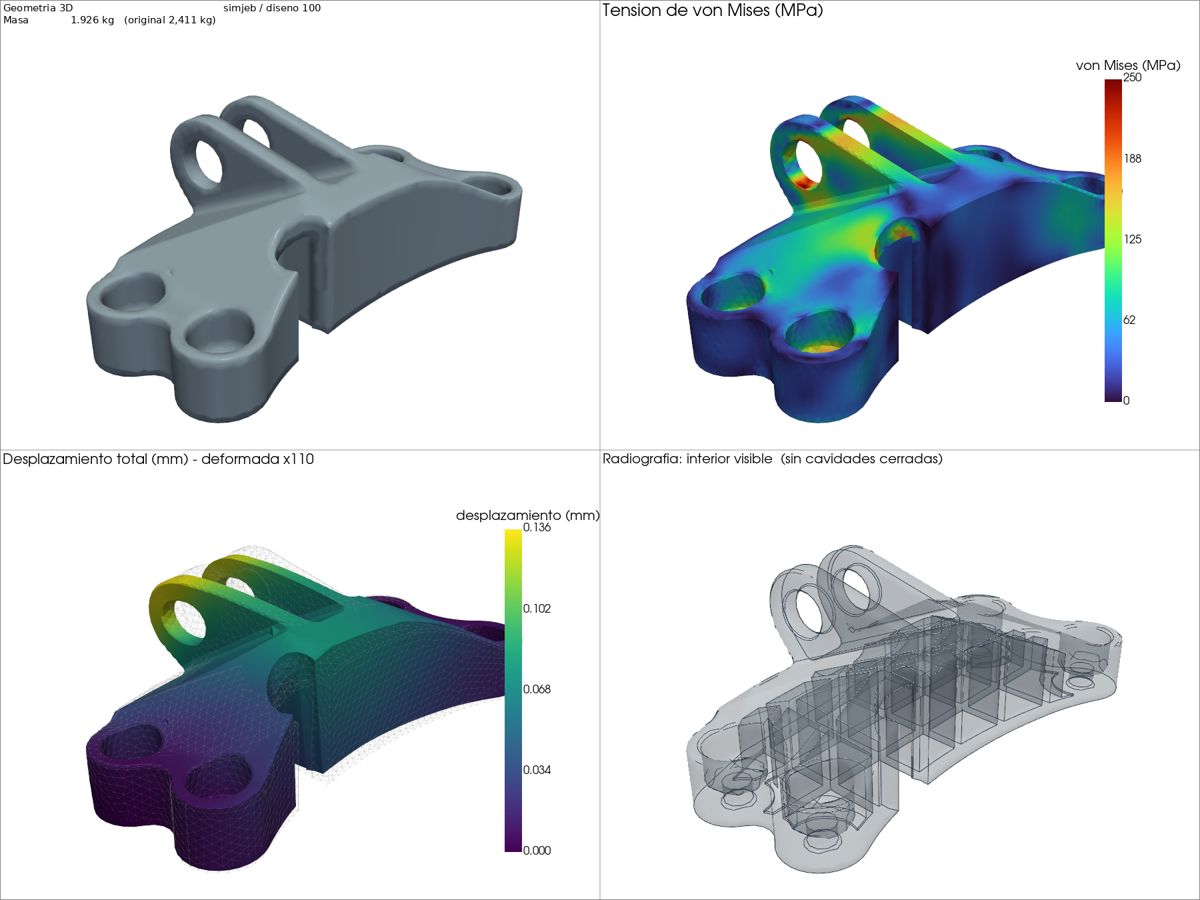 Geometria 3D simjeb / diseno 100
Masa 1.926 kg (original 2,411 kg)
Tension de von Mises (MPa)
von Mises (MPa)
250
188
125
62
0
Desplazamiento total (mm) - deformada x110
desplazamiento (mm)
0.136
0.102
0.068
0.034
0.000
Radiografia: interior visible (sin cavidades cerradas)